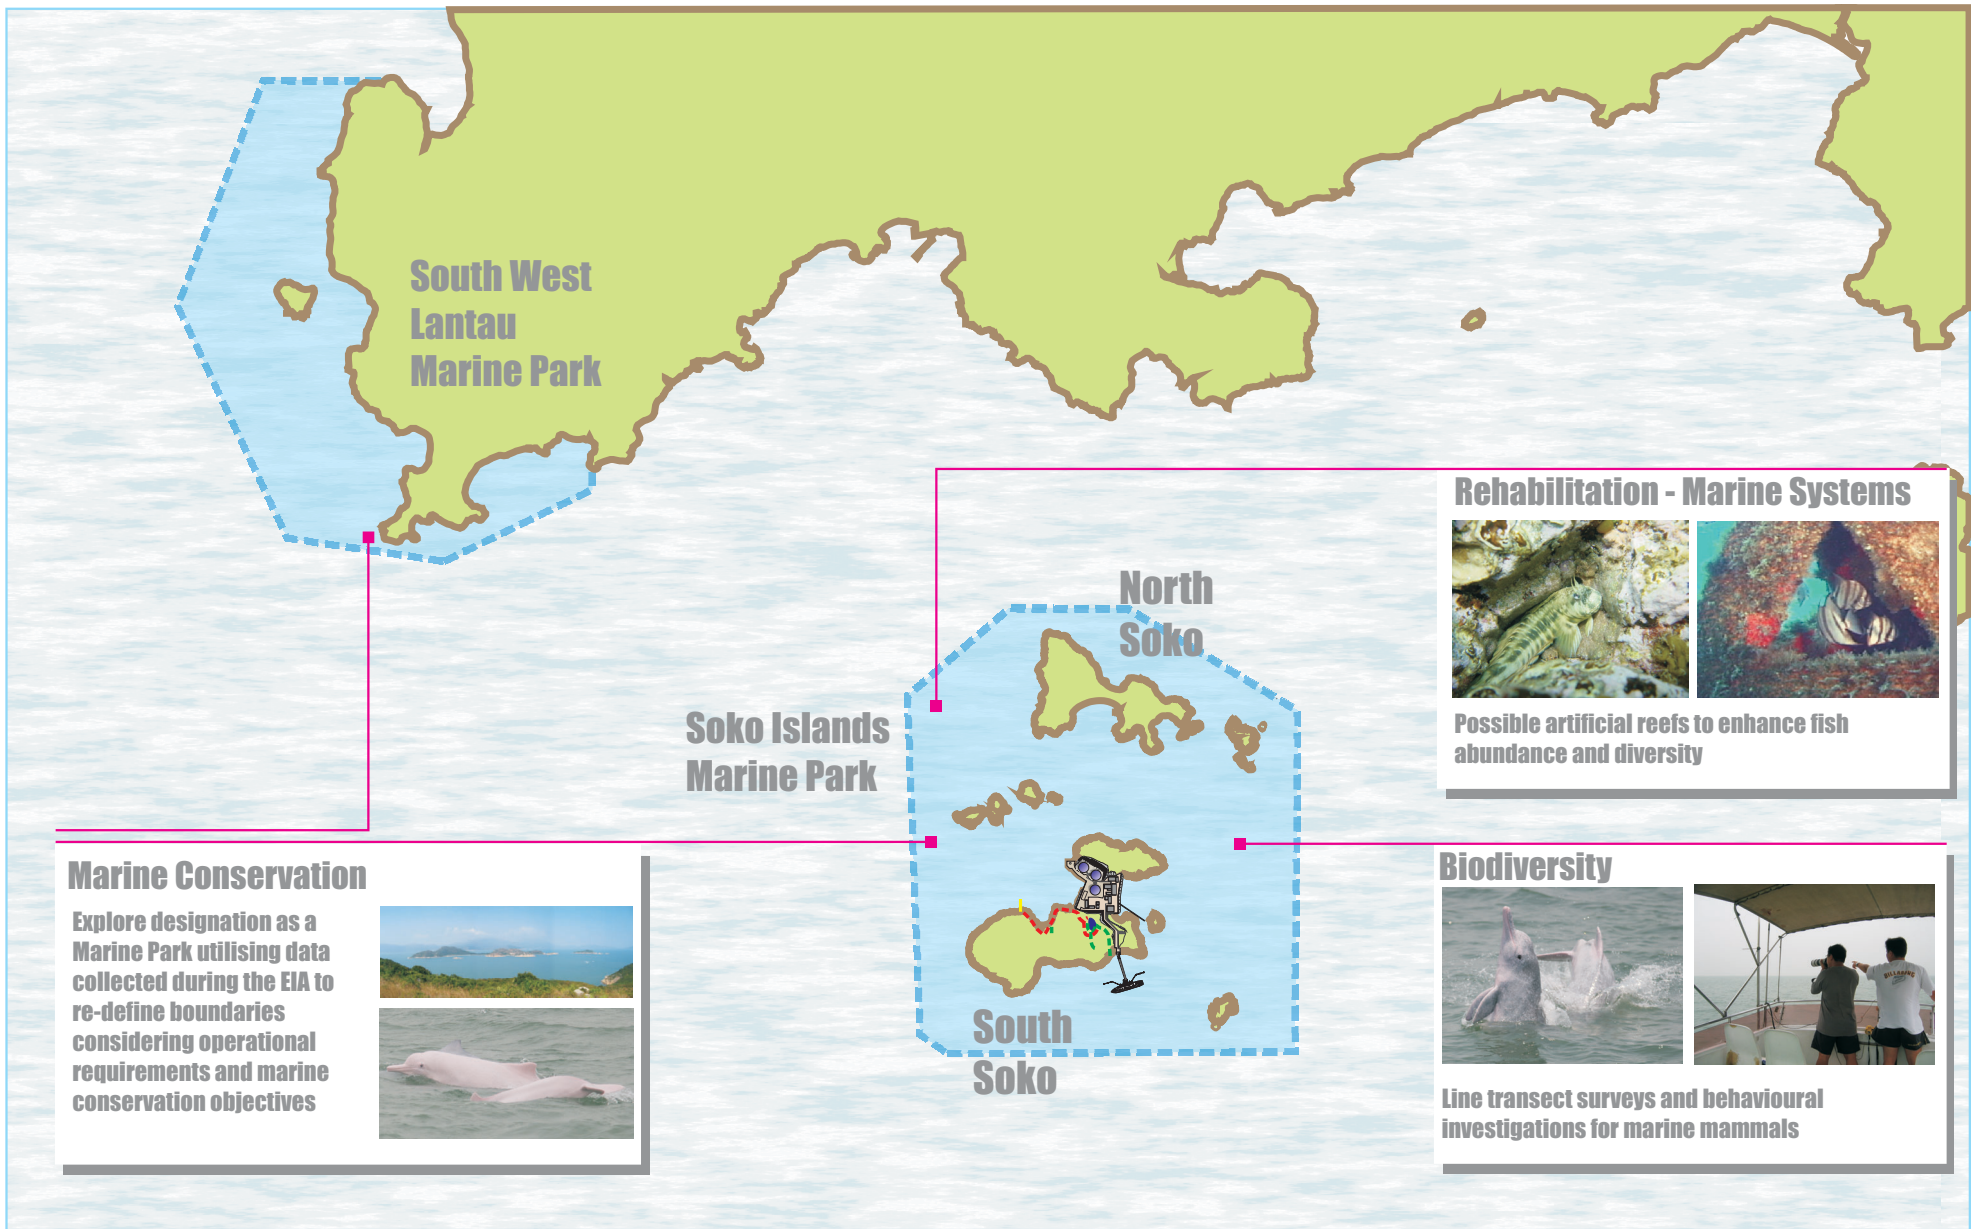 South West
Lantau
Marine Park
Rehabilitation - Marine Systems
Possible artificial reefs to enhance fish
abundance and diversity
North
Soko
Soko Islands
Marine Park
South
Soko
Marine Conservation
Explore designation as a
Marine Park utilising data
collected during the EIA to
re-define boundaries
considering operational
requirements and marine
conservation objectives
Biodiversity
BILLABONG
Line transect surveys and behavioural
investigations for marine mammals